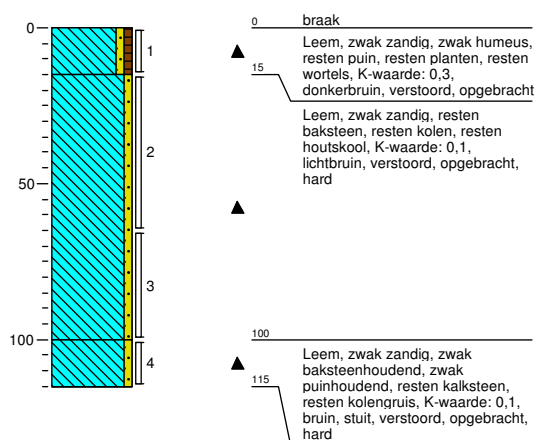 0
50
100
1
2
3
4
0
braak
Leem, zwak zandig, zwak humeus,
resten puin, resten planten, resten
wortels, K-waarde: 0,3,
donkerbruin, verstoord, opgebracht
15
Leem, zwak zandig, resten
baksteen, resten kolen, resten
houtskool, K-waarde: 0,1,
lichtbruin, verstoord, opgebracht,
hard
100
Leem, zwak zandig, zwak
baksteenhoudend, zwak
puinhoudend, resten kalksteen,
resten kolengruis, K-waarde: 0,1,
bruin, stuit, verstoord, opgebracht,
hard
115